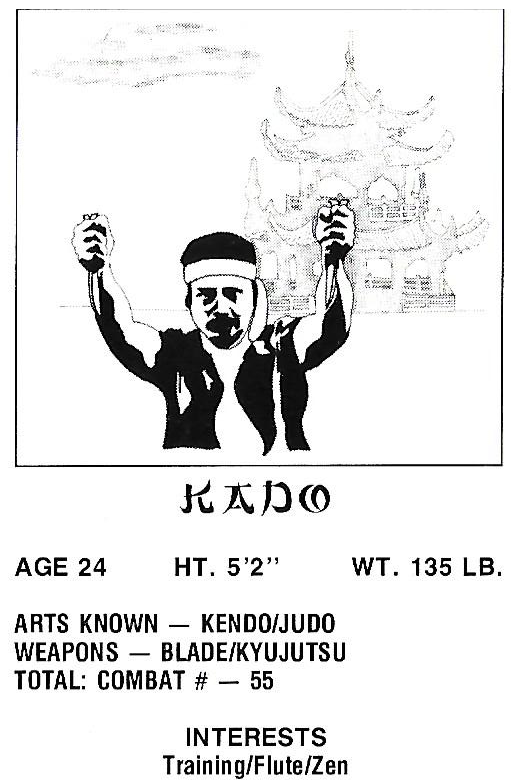 KADO
AGE 24 HT. 5'2'' WT. 135 LB.
ARTS KNOWN — KENDO/JUDO
WEAPONS — BLADE/KYUJUTSU
TOTAL: COMBAT # — 55
INTERESTS
Training/Flute/Zen